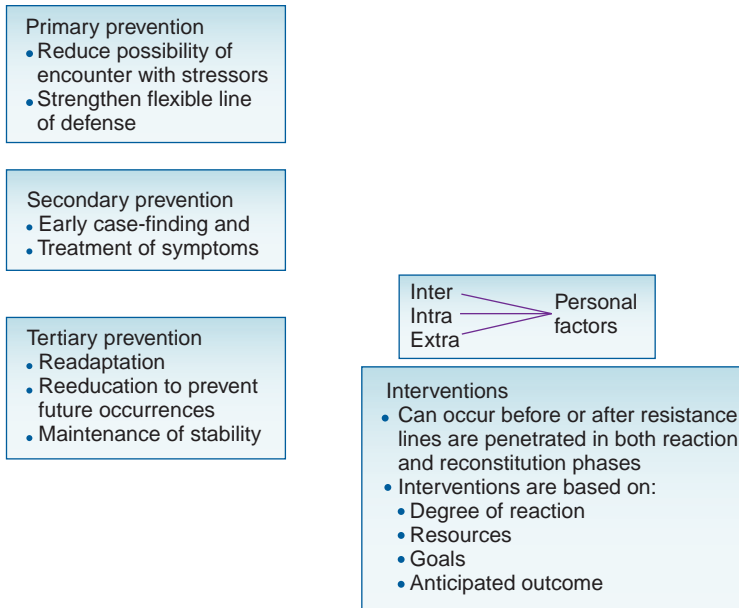 Primary prevention
• Reduce possibility of
encounter with stressors
• Strengthen flexible line
of defense
Secondary prevention
• Early case-finding and
• Treatment of symptoms
Tertiary prevention
• Readaptation
• Reeducation to prevent
future occurrences
• Maintenance of stability
Inter
Intra
Extra
Personal
factors
Interventions
• Can occur before or after resistance
lines are penetrated in both reaction
and reconstitution phases
• Interventions are based on:
• Degree of reaction
• Resources
• Goals
• Anticipated outcome